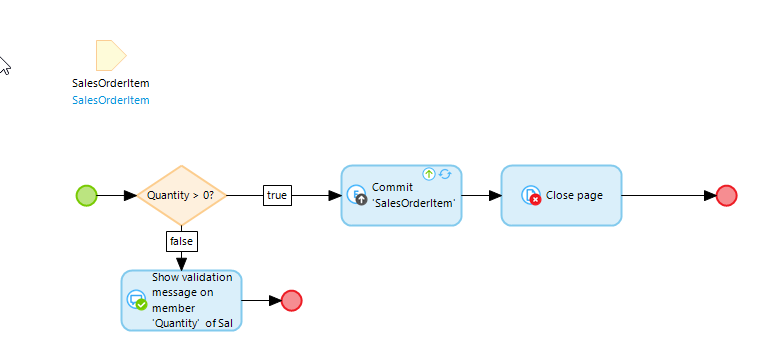 SalesOrderItem
SalesOrderItem
Quantity > 0?
true
Commit
'SalesOrderItem'
Close page
false
Show validation
message on
member
'Quantity' of Sal